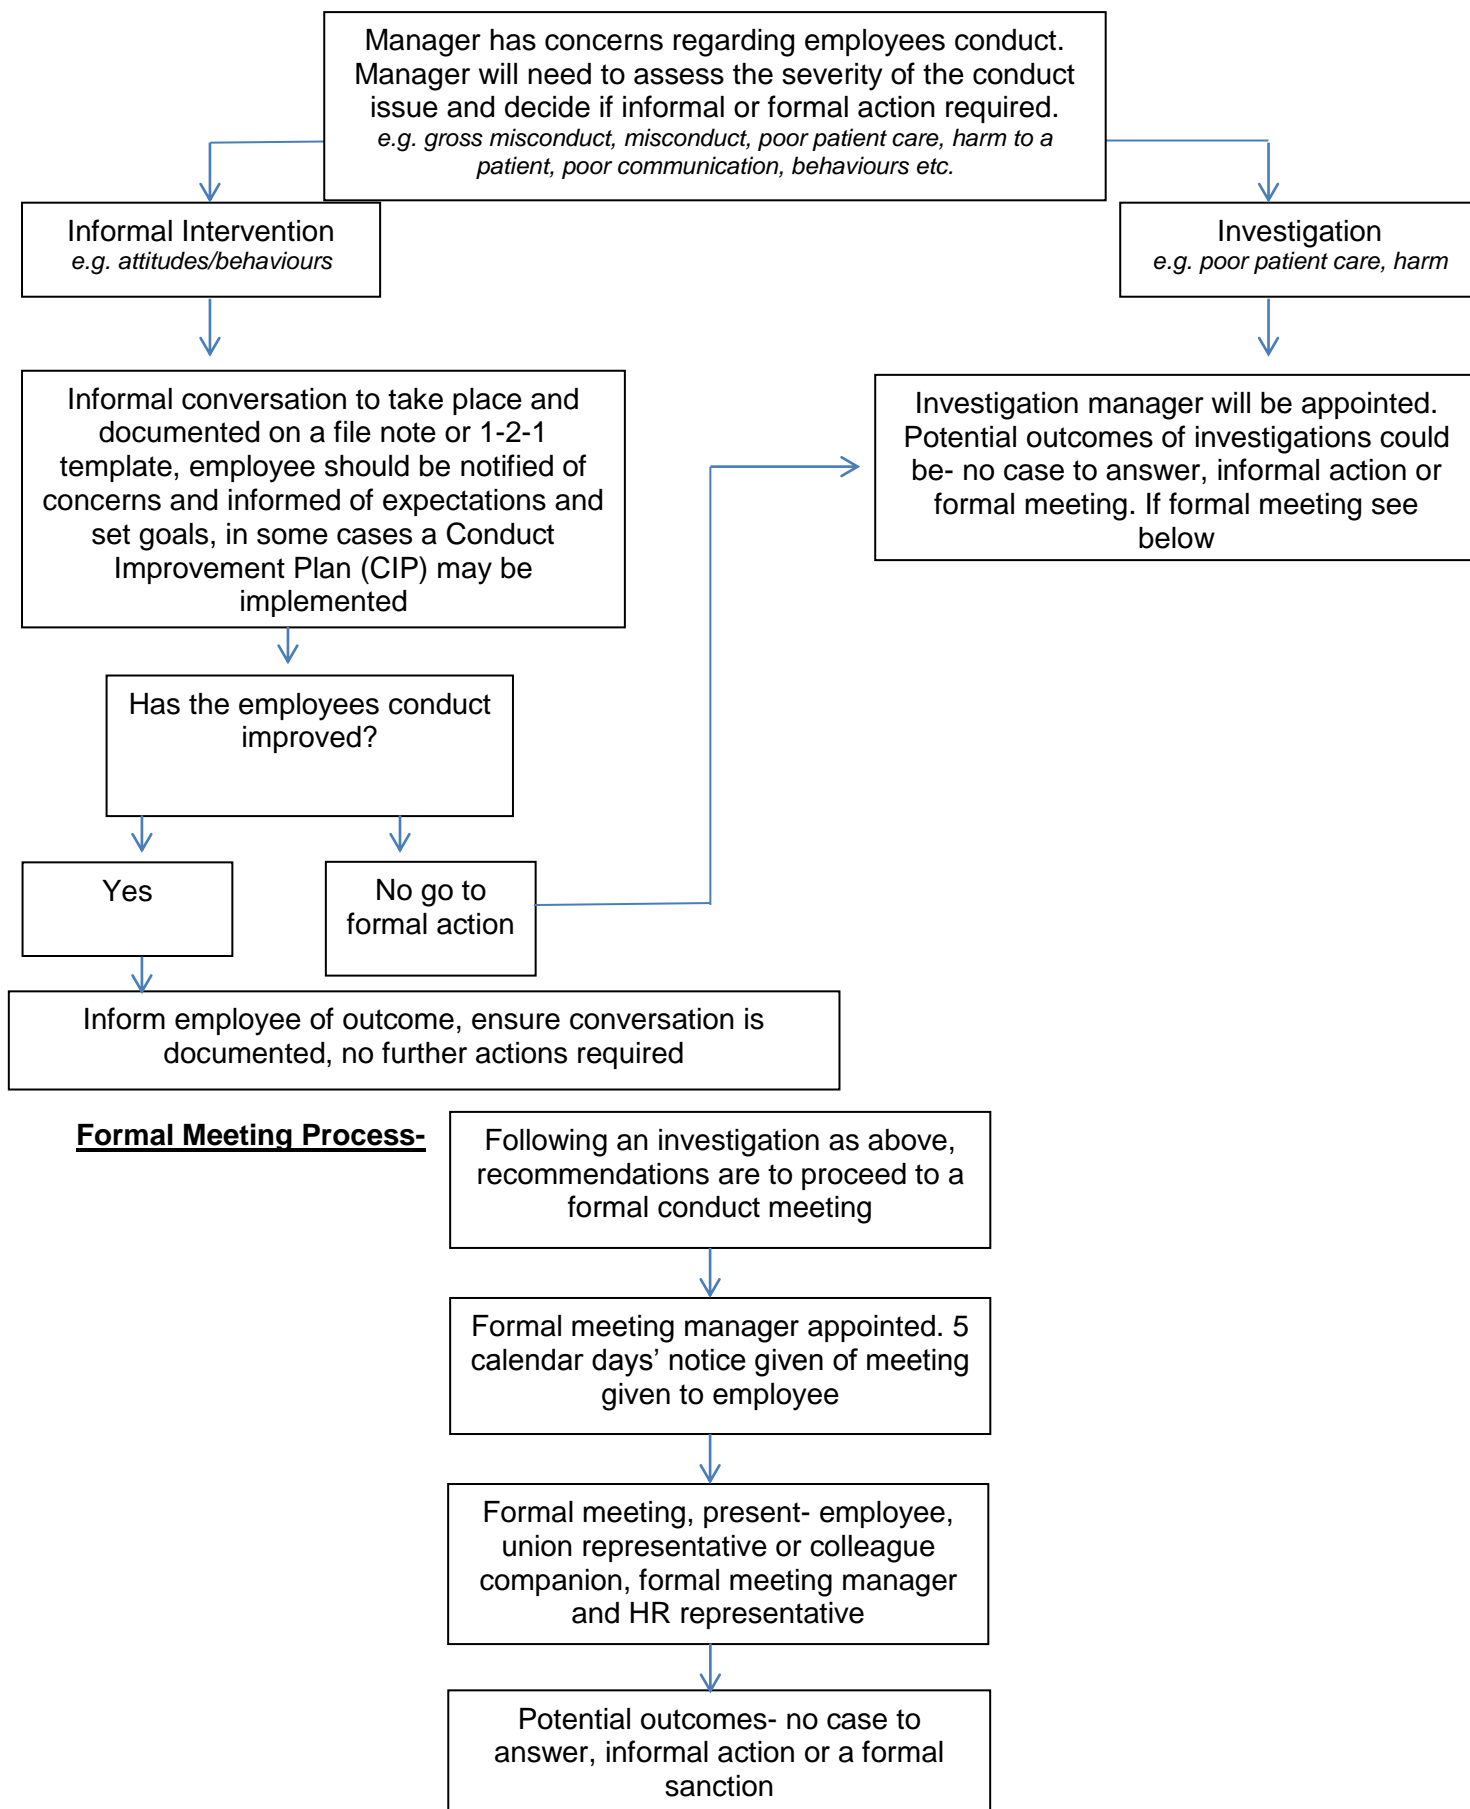 Manager has concerns regarding employees conduct.
Manager will need to assess the severity of the conduct
issue and decide if informal or formal action required.
e.g. gross misconduct, misconduct, poor patient care, harm to a
patient, poor communication, behaviours etc.
Informal Intervention
e.g. attitudes/behaviours
Investigation
e.g. poor patient care, harm
Informal conversation to take place and
documented on a file note or 1-2-1
template, employee should be notified of
concerns and informed of expectations and
set goals, in some cases a Conduct
Improvement Plan (CIP) may be
implemented
Investigation manager will be appointed.
Potential outcomes of investigations could
be- no case to answer, informal action or
formal meeting. If formal meeting see
below
Has the employees conduct
improved?
Yes
No go to
formal action
Inform employee of outcome, ensure conversation is
documented, no further actions required
Formal Meeting Process-
Following an investigation as above,
recommendations are to proceed to a
formal conduct meeting
Formal meeting manager appointed. 5
calendar days’ notice given of meeting
given to employee
Formal meeting, present- employee,
union representative or colleague
companion, formal meeting manager
and HR representative
Potential outcomes- no case to
answer, informal action or a formal
sanction